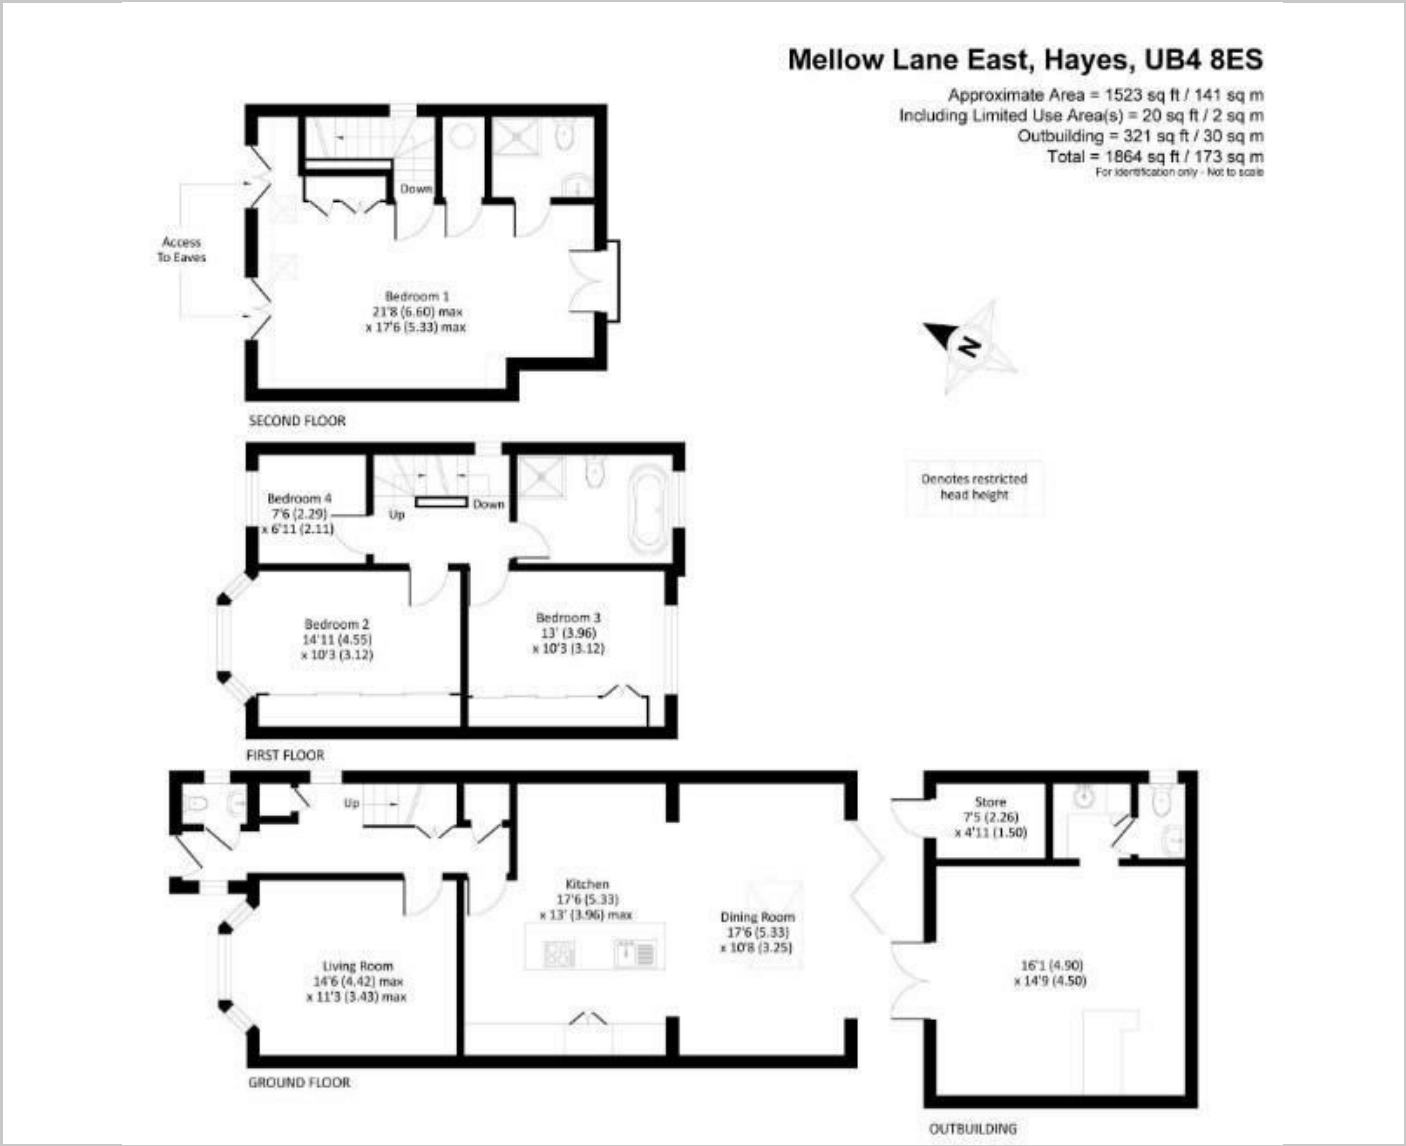 Mellow Lane East, Hayes, UB4 8ES
Approximate Area = 1523 sq ft / 141 sq m
Including Limited Use Area(s) = 20 sq ft / 2 sq m
Outbuilding = 321 sq ft / 30 sq m
Total = 1864 sq ft / 173 sq m
For identification only - Not to scale
Down
Access
To Eaves
Bedroom 1
21'8 (6.60) max
x 17'6 (5.33) max
SECOND FLOOR
N
Denotes restricted
head height
Bedroom 4
7'6 (2.29)
x 6'11 (2.11)
Up
Down
Bedroom 2
14'11 (4.55)
x 10'3 (3.12)
Bedroom 3
13' (3.96)
x 10'3 (3.12)
FIRST FLOOR
Up
Kitchen
17'6 (5.33)
x 13' (3.96) max
Dining Room
17'6 (5.33)
x 10'8 (3.25)
Living Room
14'6 (4.42) max
x 11'3 (3.43) max
GROUND FLOOR
Store
7'5 (2.26)
x 4'11 (1.50)
16'1 (4.90)
x 14'9 (4.50)
OUTBUILDING